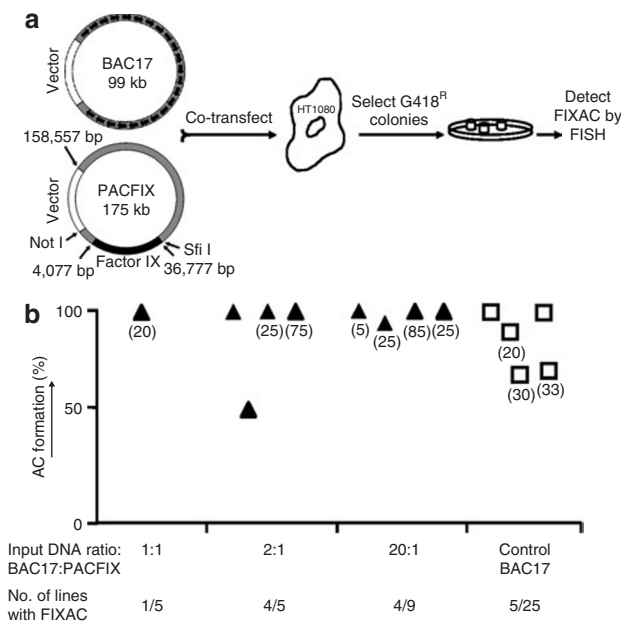 a
BAC17
99 kb
Vector
158,557 bp
PACFIX
175 kb
Vector
Not I
Sfi I
4,077 bp
Factor IX
36,777 bp
Co-transfect
HT1080
Select G418R
colonies
Detect
FIXAC by
FISH
b
AC formation (%)
100
50
0
(20)
(25)
(75)
(5)
(25)
(85)
(25)
(20)
(30)
(33)
Input DNA ratio: 1:1 2:1 20:1 Control
BAC17:PACFIX BAC17
No. of lines
with FIXAC 1/5 4/5 4/9 5/25